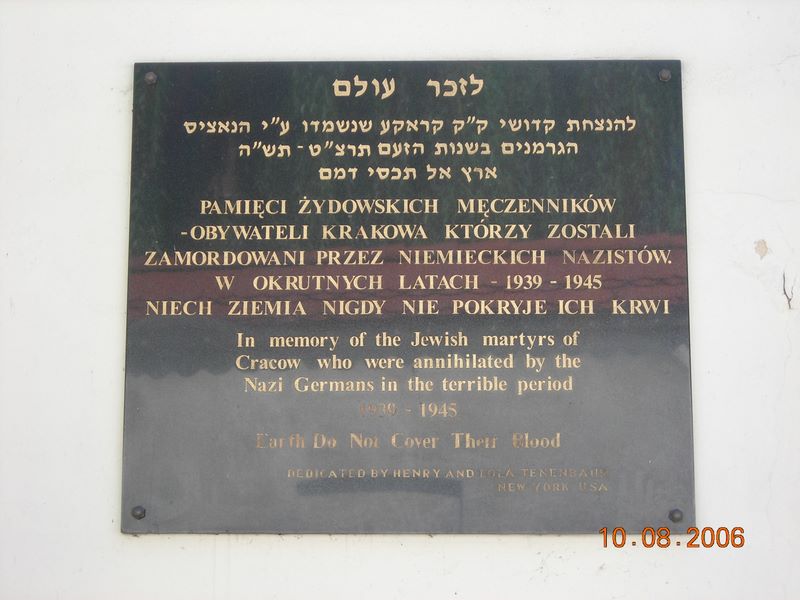 לזכר עולם
להנצחת קדושי ק"ק קראקע שנשמדו ע"י הנאציס
הגרמנים בשנות הזעם תרצ"ט - תש"ה
ארץ אל תכסי דמם
PAMIĘCI ŻYDOWSKICH MĘCZENNIKÓW
-OBYWATELI KRAKOWA KTÓRZY ZOSTALI
ZAMORDOWANI PRZEZ NIEMIECKICH NAZISTÓW.
W OKRUTNYCH LATACH - 1939 - 1945
NIECH ZIEMIA NIGDY NIE POKRYJE ICH KRWI
In memory of the Jewish martyrs of
Cracow who were annihilated by the
Nazi Germans in the terrible period
1939 - 1945
Earth Do Not Cover Their Blood
DEDICATED BY HENRY AND LOLA TENENBAUM
NEW YORK USA
10.08.2006